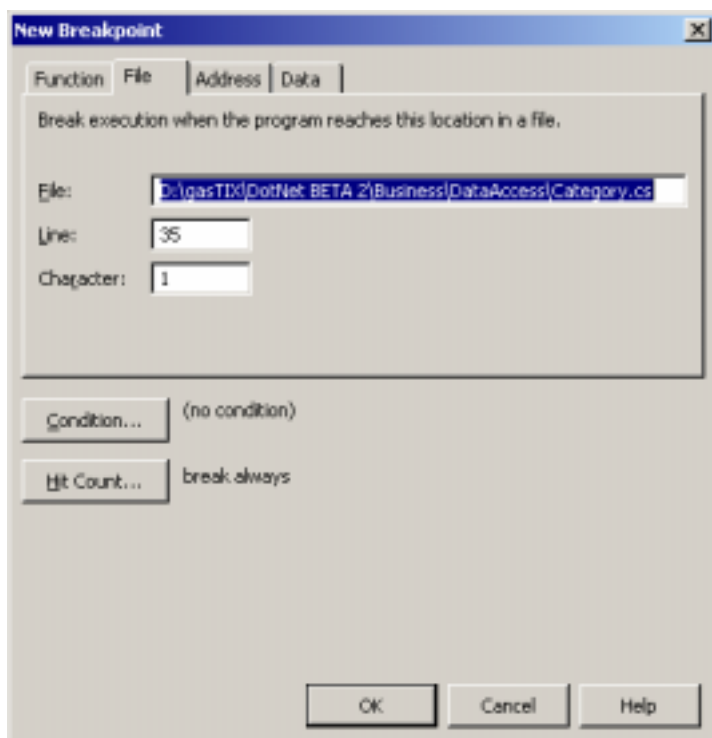 New Breakpoint
Function File Address Data
Break execution when the program reaches this location in a file.
File: D:\gasTIX\DotNet BETA 2\Business\DataAccess\Category.cs
Line: 35
Character: 1
Condition... (no condition)
Hit Count... break always
OK Cancel Help